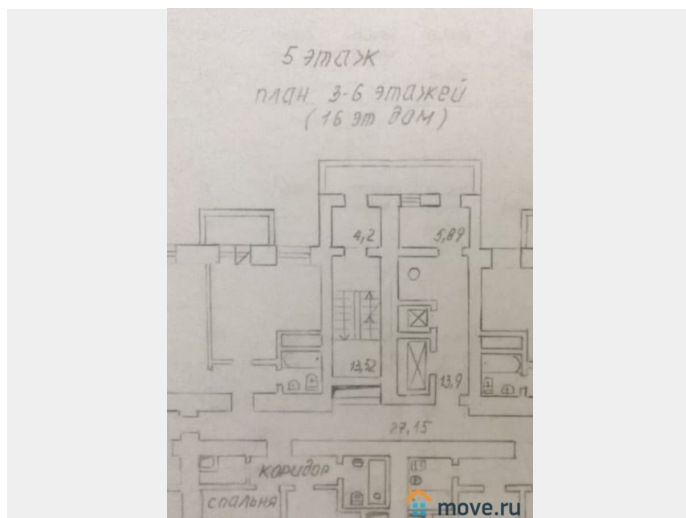 5 этаж
план 3-6 этажей
(16 эт дом)
4,2
5,89
13,52
13,9
27,15
коридор
спальня
move.ru